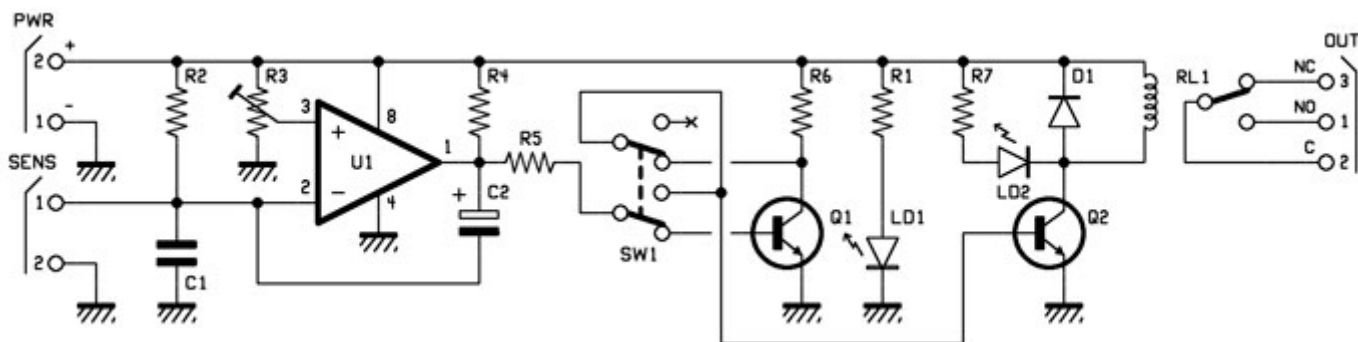 PWR
2 +
1 -
SENS
1
2
R2
C1
R3
3
+
8
U1
2
-
4
1
R4
+
C2
R5
SW1
R6
Q1
R1
LD1
R7
LD2
D1
Q2
RL1
OUT
NC 3
NO 1
C 2